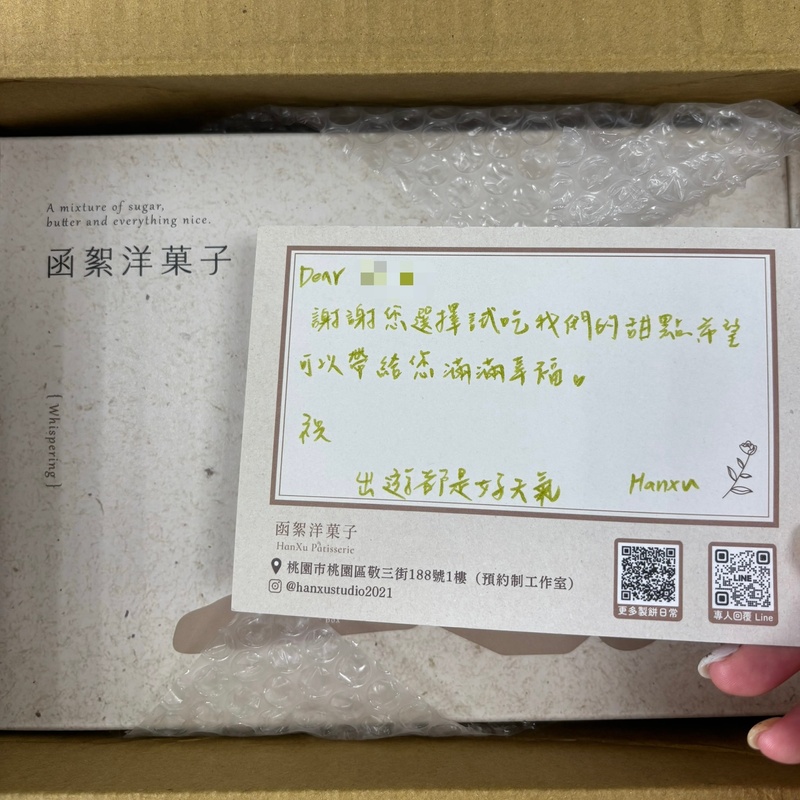 A mixture of sugar,
butter and everything nice.
函絮洋菓子
[ Whispering ]
Dear
謝謝您選擇試吃我們的甜點希望
可以帶給您滿滿幸福
祝
出遊都是好天氣 Hanxu
函絮洋菓子
HanXu Pâtisserie
桃園市桃園區敬三街188號1樓（預約制工作室）
@hanxustudio2021
更多製餅日常
LINE
專人回覆 Line